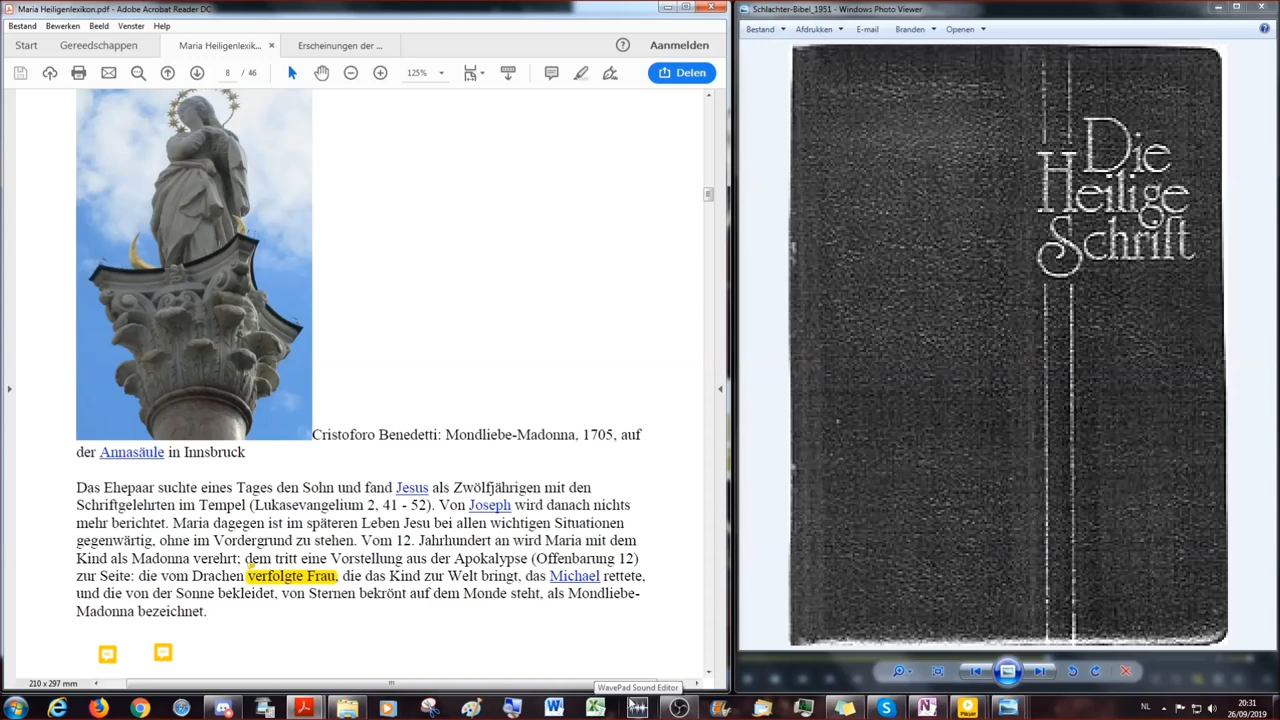 Maria Heiligenlexikon.pdf - Adobe Acrobat Reader DC
Bestand Bewerken Beeld Venster Help
Start Gereedschappen Maria Heiligenlexik... × Erscheinungen der ... Aanmelden
8 / 46 125% Delen
Cristoforo Benedetti: Mondliebe-Madonna, 1705, auf
der Annasäule in Innsbruck
Das Ehepaar suchte eines Tages den Sohn und fand Jesus als Zwölfjährigen mit den
Schriftgelehrten im Tempel (Lukasevangelium 2, 41 - 52). Von Joseph wird danach nichts
mehr berichtet. Maria dagegen ist im späteren Leben Jesu bei allen wichtigen Situationen
gegenwärtig, ohne im Vordergrund zu stehen. Vom 12. Jahrhundert an wird Maria mit dem
Kind als Madonna verehrt; dem tritt eine Vorstellung aus der Apokalypse (Offenbarung 12)
zur Seite: die vom Drachen verfolgte Frau, die das Kind zur Welt bringt, das Michael rettete,
und die von der Sonne bekleidet, von Sternen bekrönt auf dem Monde steht, als Mondliebe-
Madonna bezeichnet.
210 x 297 mm
WavePad Sound Editor
Schlachter-Bibel_1951 - Windows Photo Viewer
Bestand Afdrukken E-mail Branden Openen
Die
Heilige
Schrift
Player
NL 20:31
26/09/2019